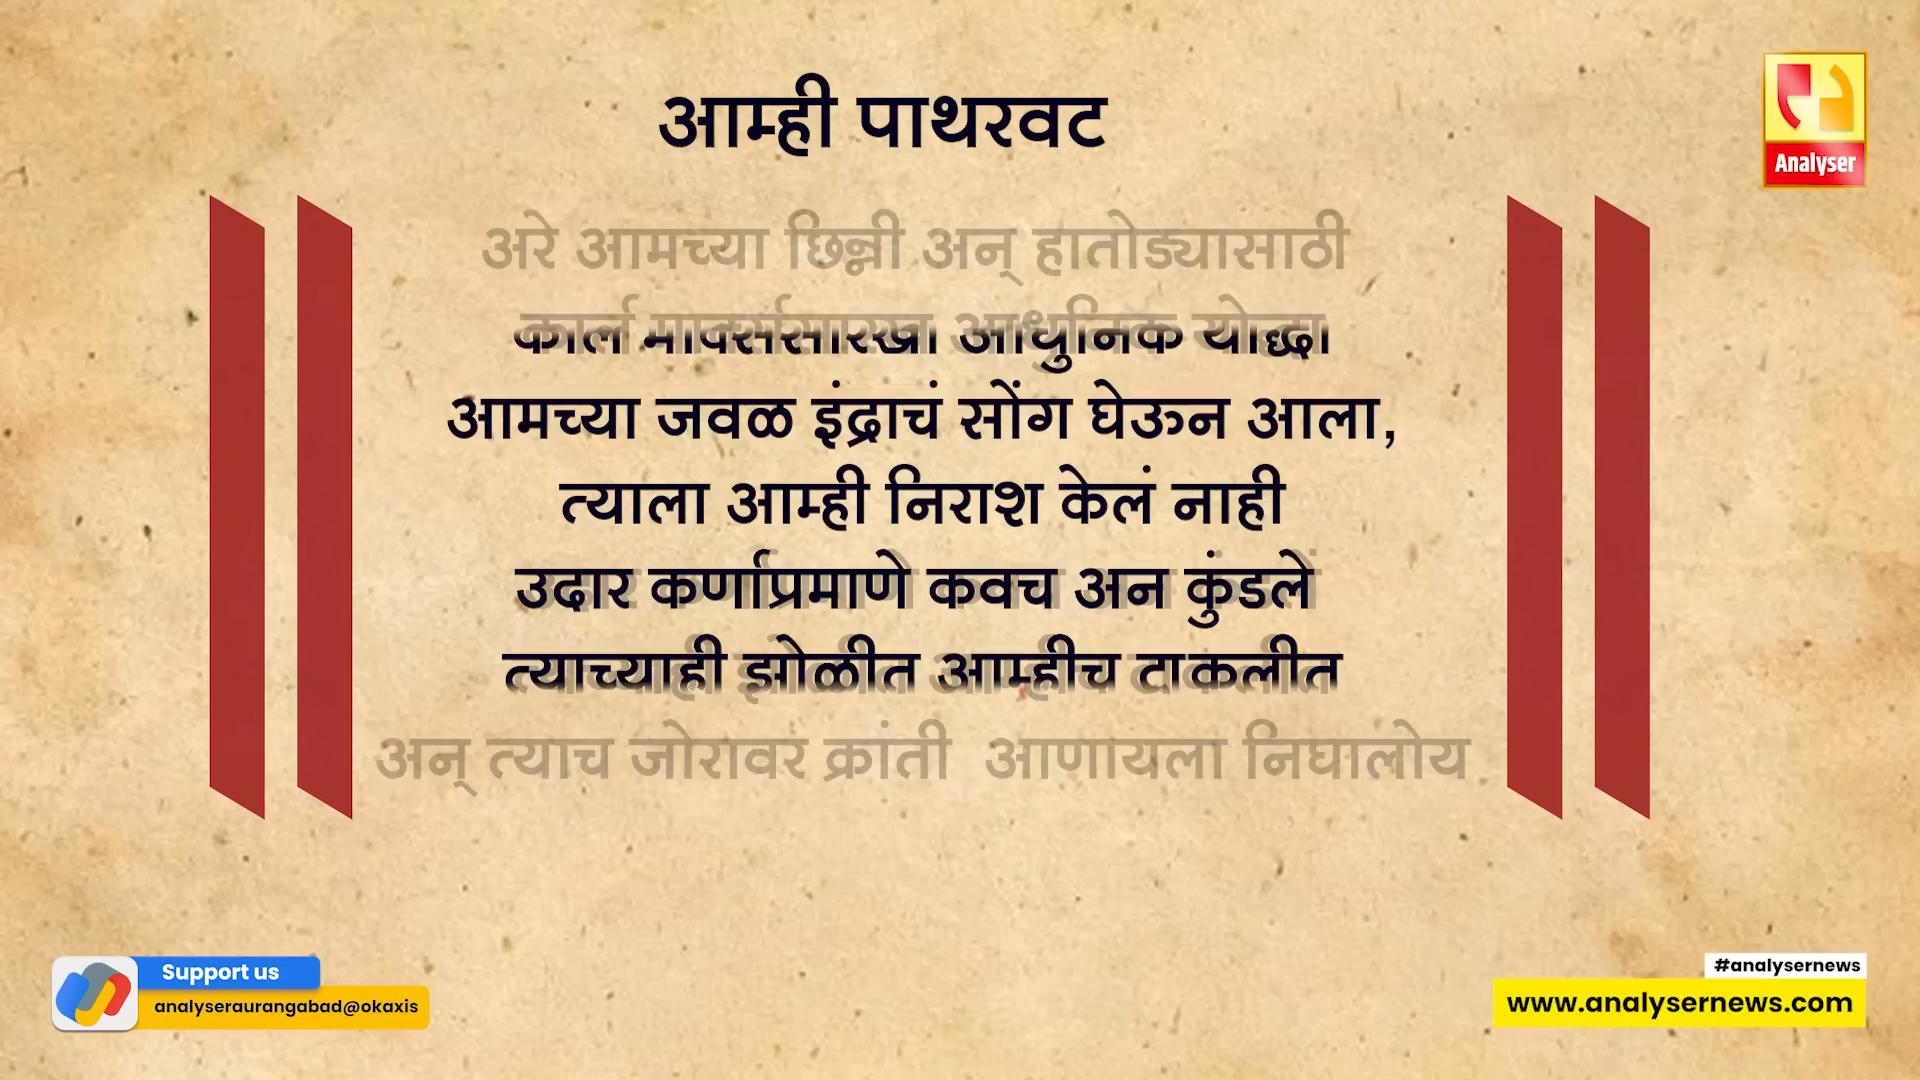 आम्ही पाथरवट
Analyser
अरे आमच्या छिन्नी अन् हातोड्यासाठी
कार्ल मार्क्ससारखा आधुनिक योद्धा
आमच्या जवळ इंद्राचं सोंग घेऊन आला,
त्याला आम्ही निराश केलं नाही
उदार कर्णाप्रमाणे कवच अन कुंडले
त्याच्याही झोळीत आम्हीच टाकलीत
अन् त्याच जोरावर क्रांती आणायला निघालोय
Support us
analyseraurangabad@okaxis
#analysernews
www.analysernews.com